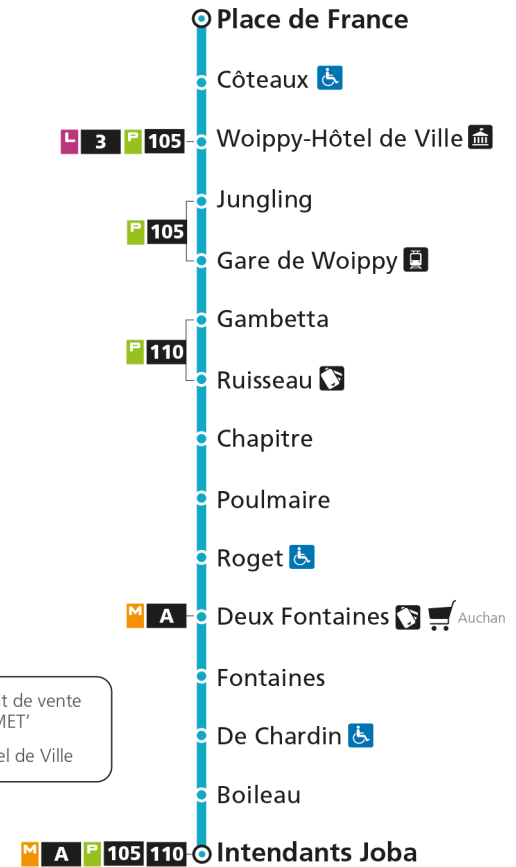 Place de France
Côteaux
L 3 P 105 Woippy-Hôtel de Ville
Jungling
P 105
Gare de Woippy
Gambetta
P 110
Ruisseau
Chapitre
Poulmaire
Roget
M A Deux Fontaines Auchan
Fontaines
t de vente
MET'
el de Ville
De Chardin
Boileau
M A P 105 110 Intendants Joba